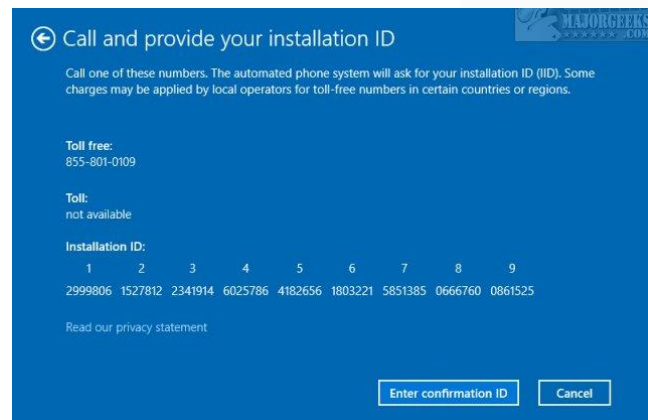 MAJORGEEKS
.COM
Call and provide your installation ID
Call one of these numbers. The automated phone system will ask for your installation ID (IID). Some
charges may be applied by local operators for toll-free numbers in certain countries or regions.
Toll free:
855-801-0109
Toll:
not available
Installation ID:
1 2 3 4 5 6 7 8 9
2999806 1527812 2341914 6025786 4182656 1803221 5851385 0666760 0861525
Read our privacy statement
Enter confirmation ID Cancel